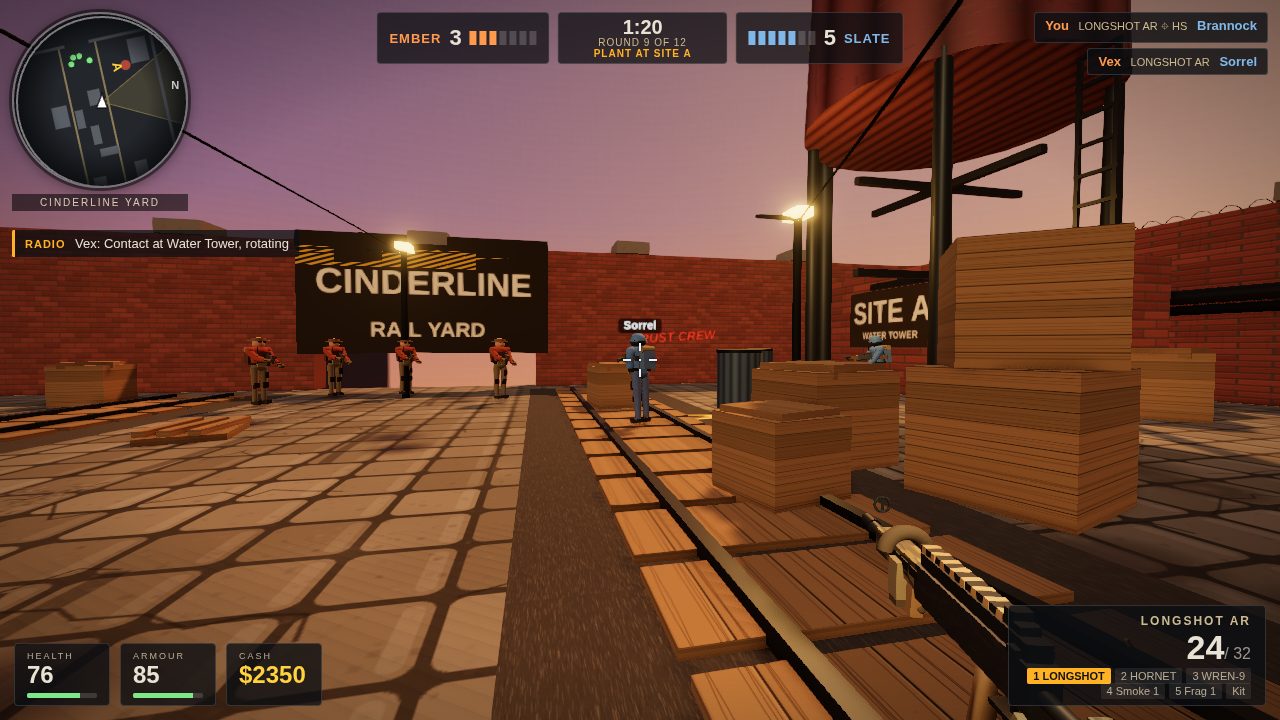 N
A
CINDERLINE YARD
RADIO Vex: Contact at Water Tower, rotating
EMBER 3
1:20
ROUND 9 OF 12
PLANT AT SITE A
5 SLATE
You LONGSHOT AR HS Brannock
Vex LONGSHOT AR Sorrel
CINDERLINE
RA L YARD
Sorrel
RUST CREW
SITE A
WATER TOWER
HEALTH
76
ARMOUR
85
CASH
$2350
LONGSHOT AR
24 / 32
1 LONGSHOT 2 HORNET 3 WREN-9
4 Smoke 1 5 Frag 1 Kit